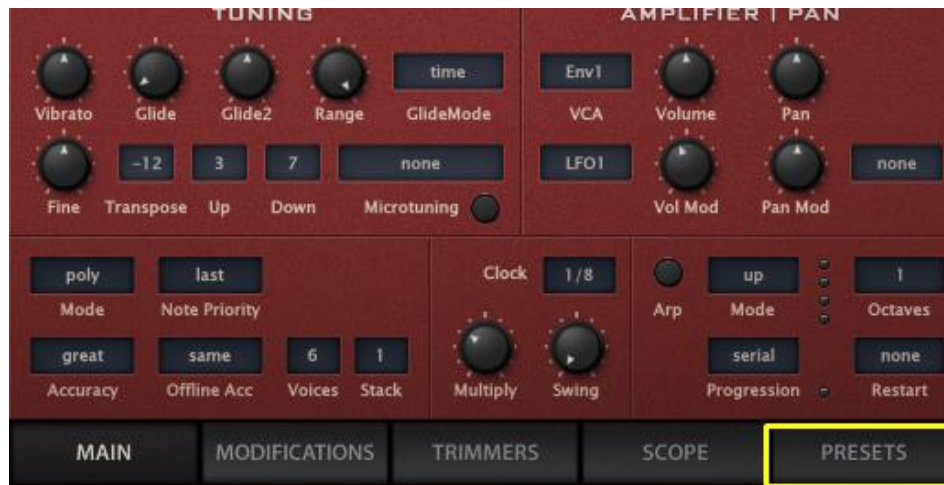 TUNING
AMPLIFIER | PAN
time
Env1
Vibrato Glide Glide2 Range GlideMode
VCA Volume Pan
-12 3 7 none
LFO1 none
Fine Transpose Up Down Microtuning
Vol Mod Pan Mod
poly last
Clock 1/8
up 1
Mode Note Priority
Arp Mode Octaves
great same 6 1
serial none
Accuracy Offline Acc Voices Stack
Multiply Swing
Progression Restart
MAIN MODIFICATIONS TRIMMERS SCOPE PRESETS